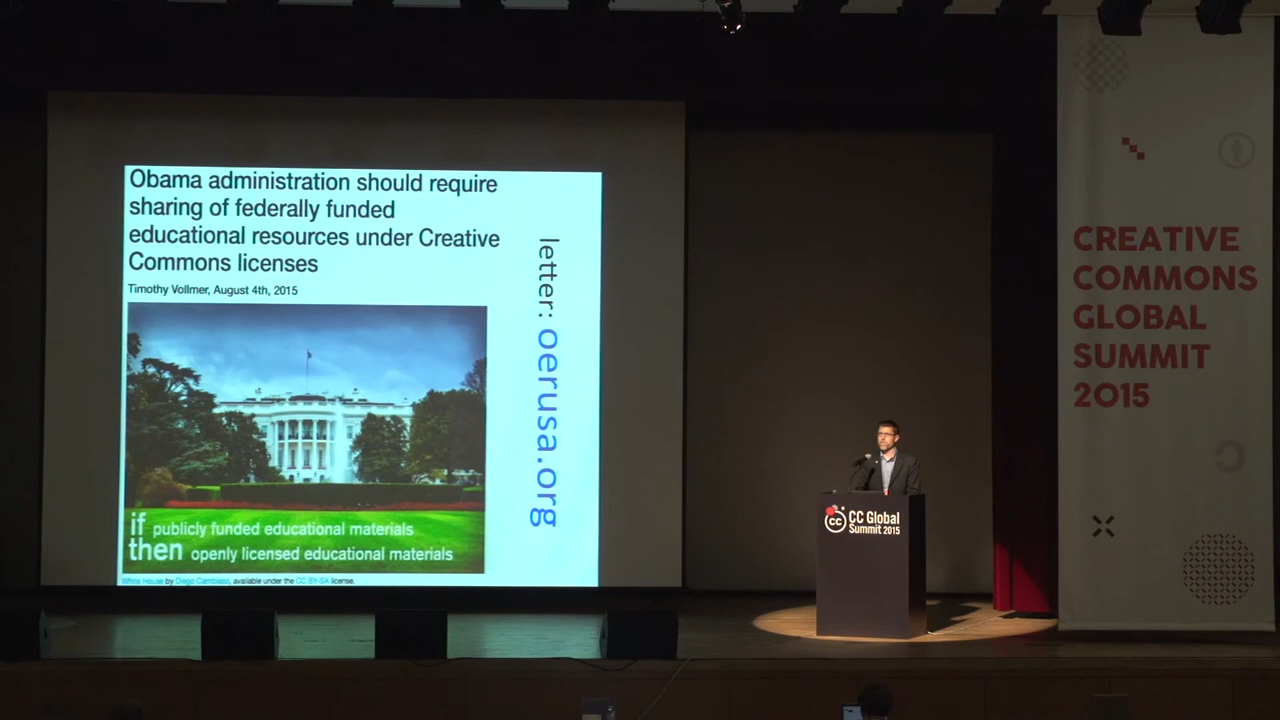 Obama administration should require
sharing of federally funded
educational resources under Creative
Commons licenses
Timothy Vollmer, August 4th, 2015
if publicly funded educational materials
then openly licensed educational materials
White House by Diego Cambiaso, available under the CC BY-SA license.
letter: oerusa.org
cc CC Global
Summit 2015
CREATIVE
COMMONS
GLOBAL
SUMMIT
2015